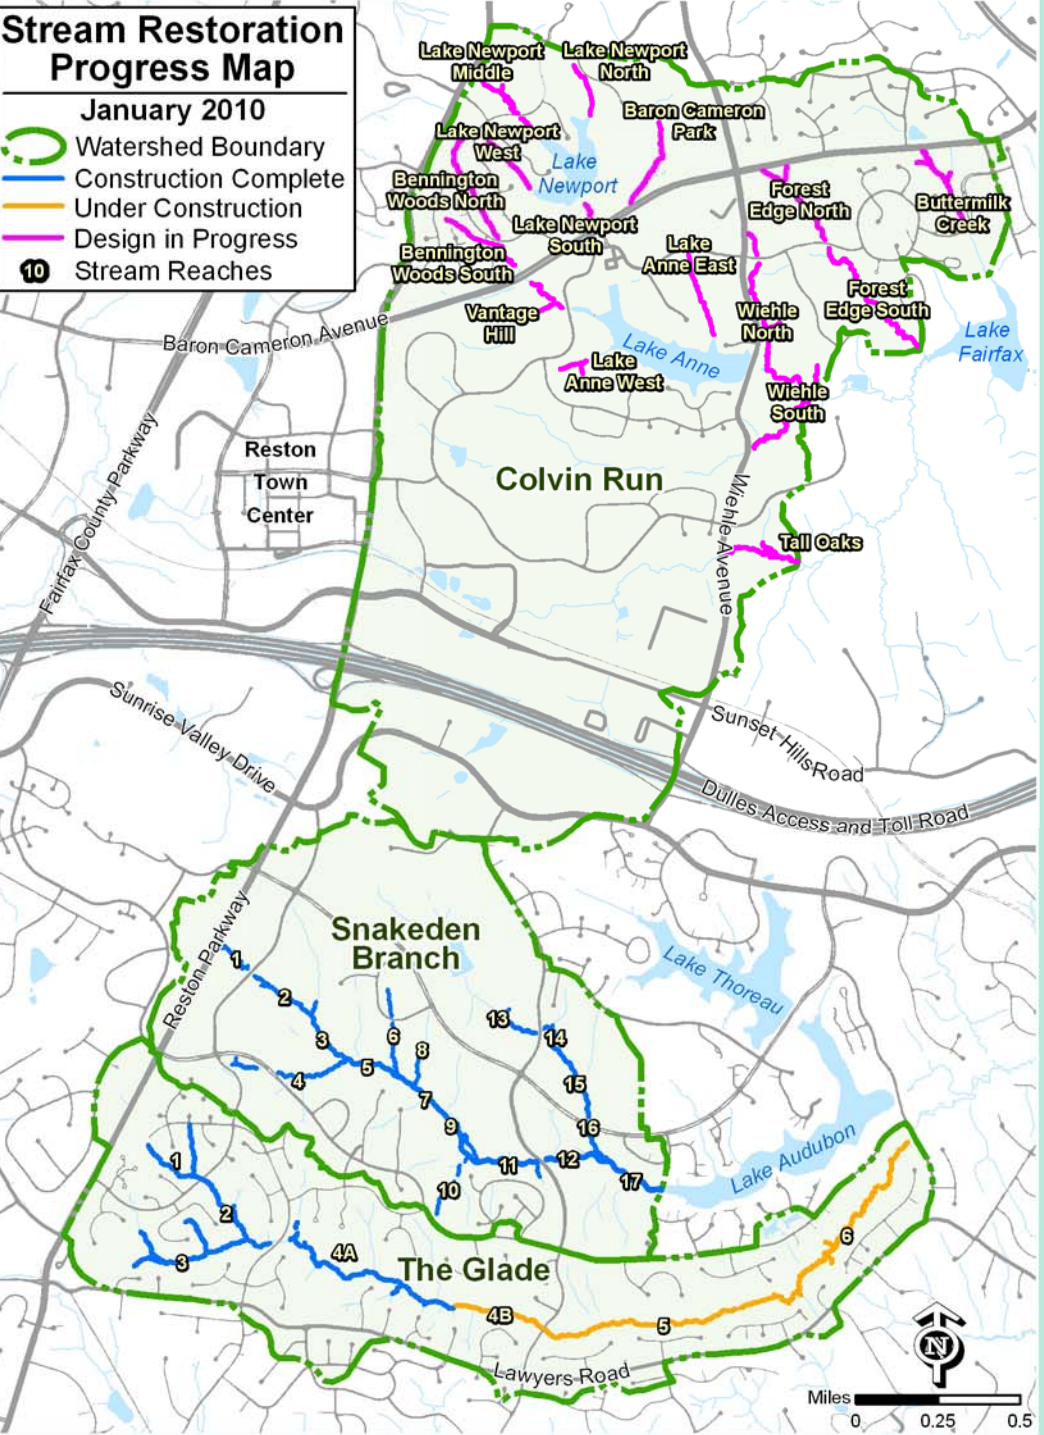 Stream Restoration
Progress Map
January 2010
Watershed Boundary
Construction Complete
Under Construction
Design in Progress
10 Stream Reaches
Lake Newport
Middle
Lake Newport
North
Baron Cameron
Park
Lake Newport
West
Lake
Newport
Bennington
Woods North
Forest
Edge North
Buttermilk
Creek
Lake Newport
South
Bennington
Woods South
Lake
Anne East
Forest
Edge South
Vantage
Hill
Wiehle
North
Lake
Fairfax
Baron Cameron Avenue
Lake Anne
Lake
Anne West
Wiehle
South
Fairfax County Parkway
Reston
Town
Center
Colvin Run
Wiehle Avenue
Tall Oaks
Sunrise Valley Drive
Sunset Hills Road
Dulles Access and Toll Road
Reston Parkway
Snakeden
Branch
Lake Thoreau
1
2
3
4
5
6
7
8
9
10
11
12
13
14
15
16
17
Lake Audubon
1
2
3
4A
The Glade
4B
5
6
Lawyers Road
N
Miles
0 0.25 0.5